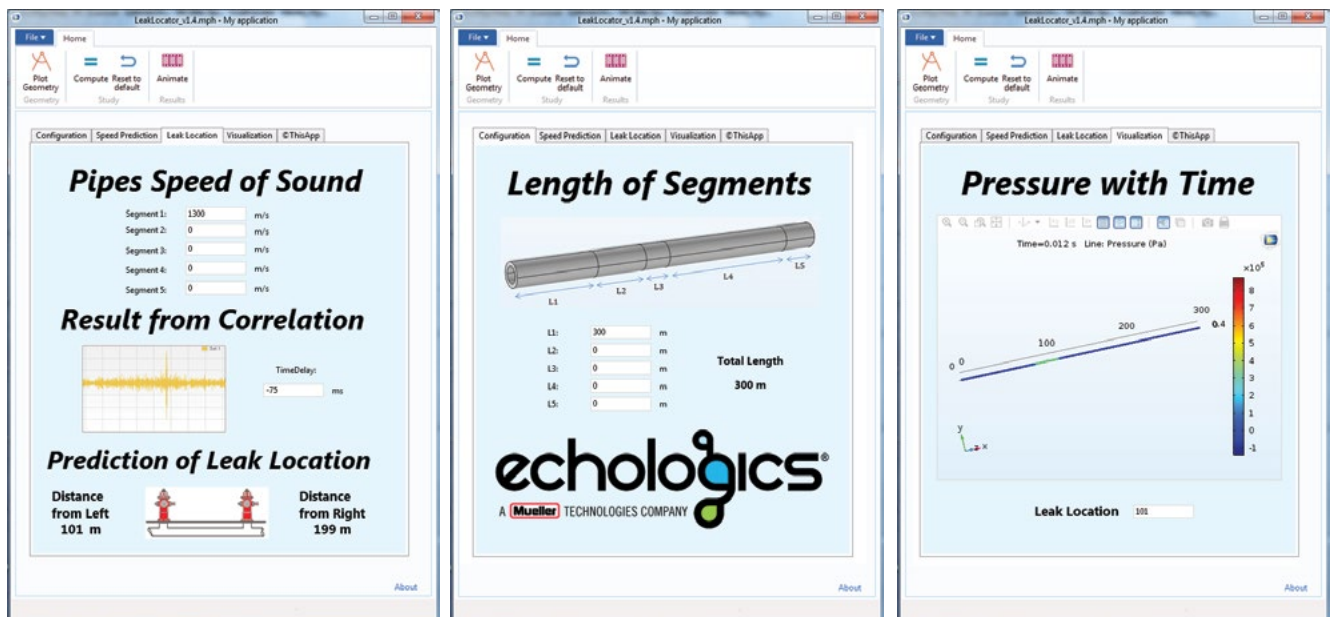 LeakLocator_v1.4.mph - My application
File Home
Plot Geometry Compute Reset to default Animate
Geometry Study Results
Configuration Speed Prediction Leak Location Visualization ©ThisApp
Pipes Speed of Sound
Segment 1: 1300 m/s
Segment 2: 0 m/s
Segment 3: 0 m/s
Segment 4: 0 m/s
Segment 5: 0 m/s
Result from Correlation
TimeDelay:
-75 ms
Prediction of Leak Location
Distance from Left 101 m
Distance from Right 199 m
About
LeakLocator_v1.4.mph - My application
File Home
Plot Geometry Compute Reset to default Animate
Geometry Study Results
Configuration Speed Prediction Leak Location Visualization ©ThisApp
Length of Segments
L1 L2 L3 L4 L5
L1: 300 m
L2: 0 m
L3: 0 m
L4: 0 m
L5: 0 m
Total Length
300 m
echologics®
A Mueller TECHNOLOGIES COMPANY
About
LeakLocator_v1.4.mph - My application
File Home
Plot Geometry Compute Reset to default Animate
Geometry Study Results
Configuration Speed Prediction Leak Location Visualization ©ThisApp
Pressure with Time
Time=0.012 s Line: Pressure (Pa)
×10⁶
8
7
6
5
4
3
2
1
0
-1
0 0 100 200 300 0.4
y
z x
Leak Location 101
About